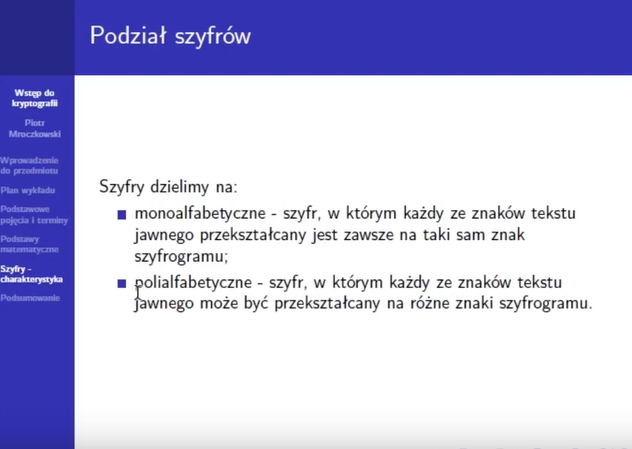 Podział szyfrów
Wstęp do
kryptografii
Piotr
Mroczkowski
Wprowadzenie
do przedmiotu
Plan wykładu
Podstawowe
pojęcia i terminy
Podstawy
matematyczne
Szyfry -
charakterystyka
Podsumowanie
Szyfry dzielimy na:
monoalfabetyczne - szyfr, w którym każdy ze znaków tekstu
jawnego przekształcany jest zawsze na taki sam znak
szyfrogramu;
polialfabetyczne - szyfr, w którym każdy ze znaków tekstu
jawnego może być przekształcany na różne znaki szyfrogramu.